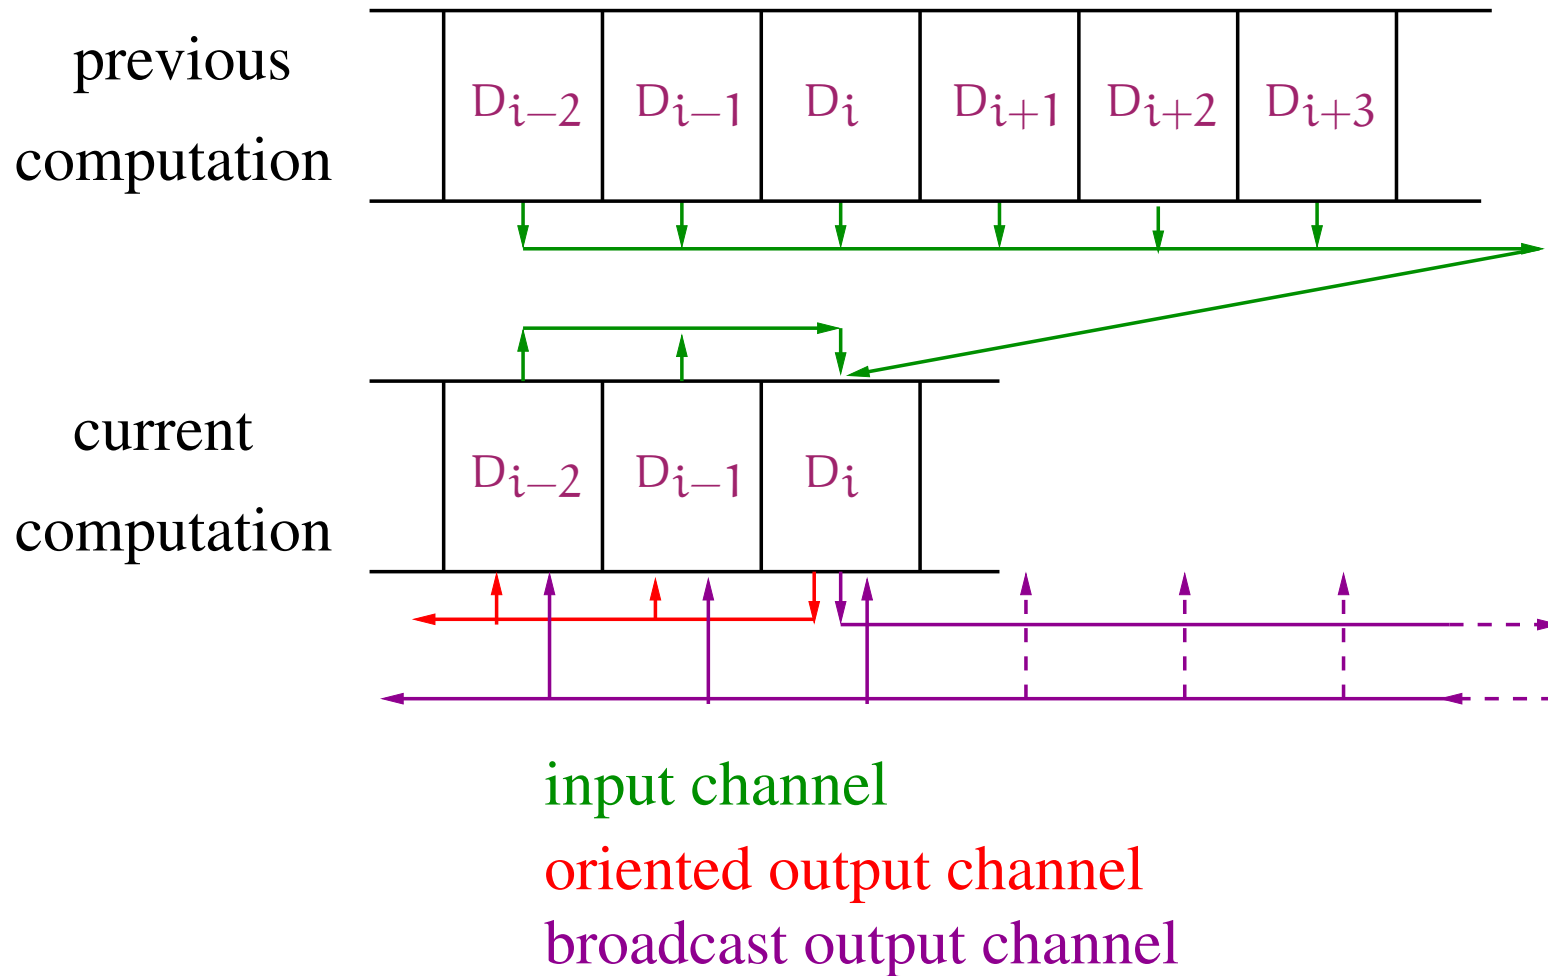 previous
computation
D_{i−2} D_{i−1} D_i D_{i+1} D_{i+2} D_{i+3}
current
computation
D_{i−2} D_{i−1} D_i
input channel
oriented output channel
broadcast output channel